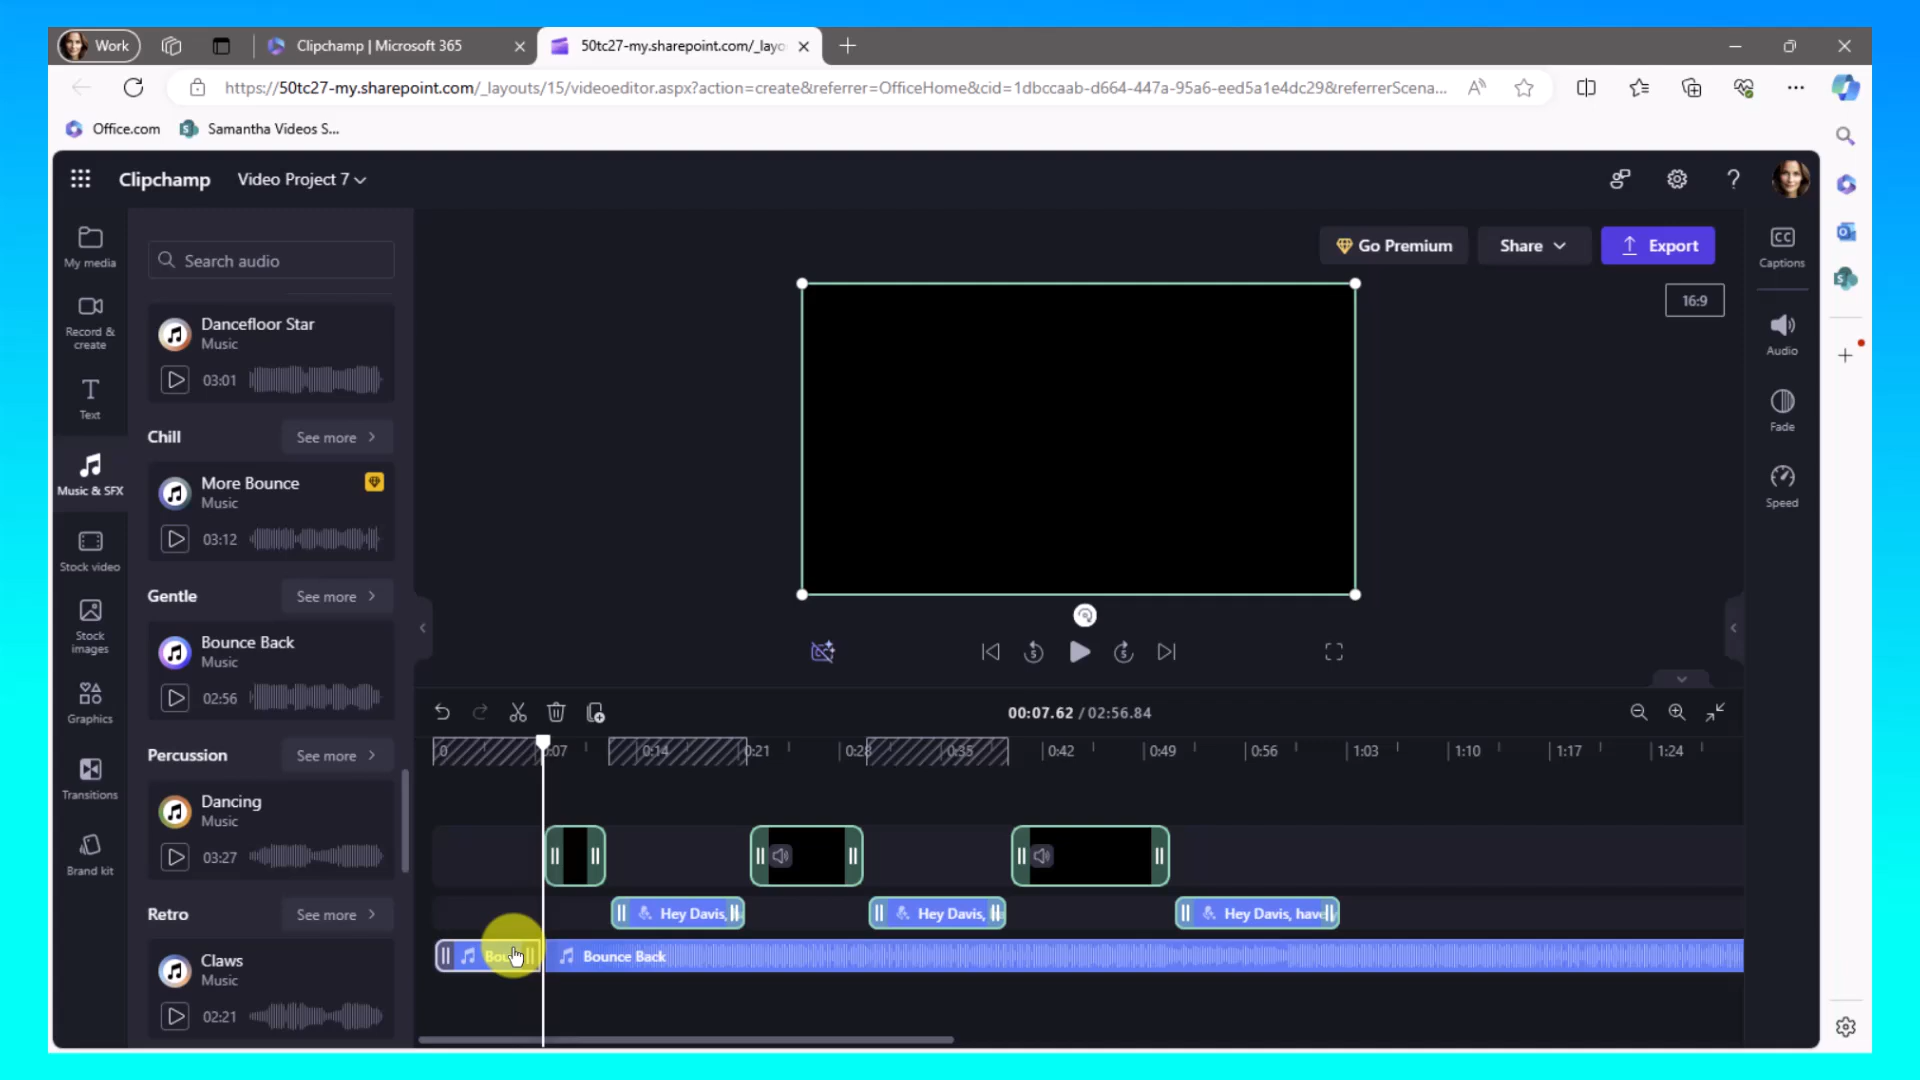 Work
Clipchamp | Microsoft 365
50tc27-my.sharepoint.com/_layo
https://50tc27-my.sharepoint.com/_layouts/15/videoeditor.aspx?action=create&referrer=OfficeHome&cid=1dbccaab-d664-447a-95a6-eed5a1e4dc29&referrerScena...
Office.com
Samantha Videos S...
Clipchamp
Video Project 7
Go Premium
Share
Export
16:9
My media
Record &
create
Text
Music & SFX
Stock video
Stock
images
Graphics
Transitions
Brand kit
Search audio
Dancefloor Star
Music
03:01
Chill
See more
More Bounce
Music
03:12
Gentle
See more
Bounce Back
Music
02:56
Percussion
See more
Dancing
Music
03:27
Retro
See more
Claws
Music
02:21
CC
Captions
Audio
Fade
Speed
5
5
00:07.62 / 02:56.84
0
0:07
0:14
0:21
0:28
0:35
0:42
0:49
0:56
1:03
1:10
1:17
1:24
Hey Davis,
Hey Davis,
Hey Davis, have
Bounce Back